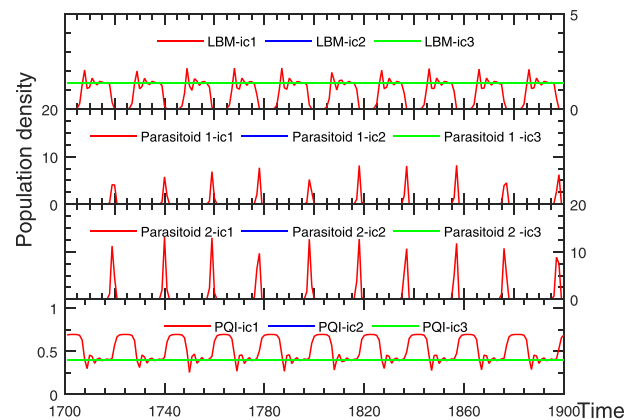 5
LBM-ic1 LBM-ic2 LBM-ic3
20 0
Parasitoid 1-ic1 Parasitoid 1-ic2 Parasitoid 1 -ic3
10
0 20
Parasitoid 2-ic1 Parasitoid 2-ic2 Parasitoid 2 -ic3
10
1 0
PQI-ic1 PQI-ic2 PQI-ic3
0.5
0
1700 1740 1780 1820 1860 1900 Time
Population density